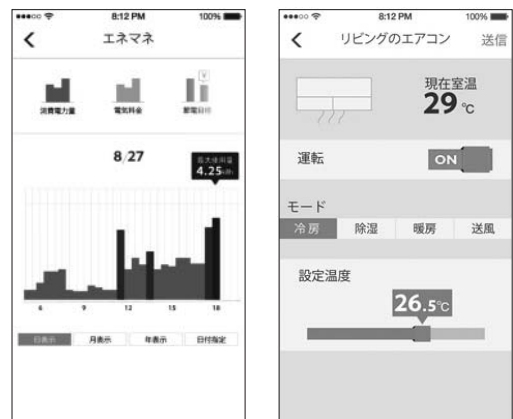 8:12 PM
100%
エネマネ
消費電力量
電気料金
¥
節電目標
8/27
最大使用量
4.25kWh
6 9 12 15 18
日表示 月表示 年表示 日付指定
8:12 PM
100%
リビングのエアコン
送信
現在室温
29℃
運転
ON
モード
冷房 除湿 暖房 送風
設定温度
26.5℃